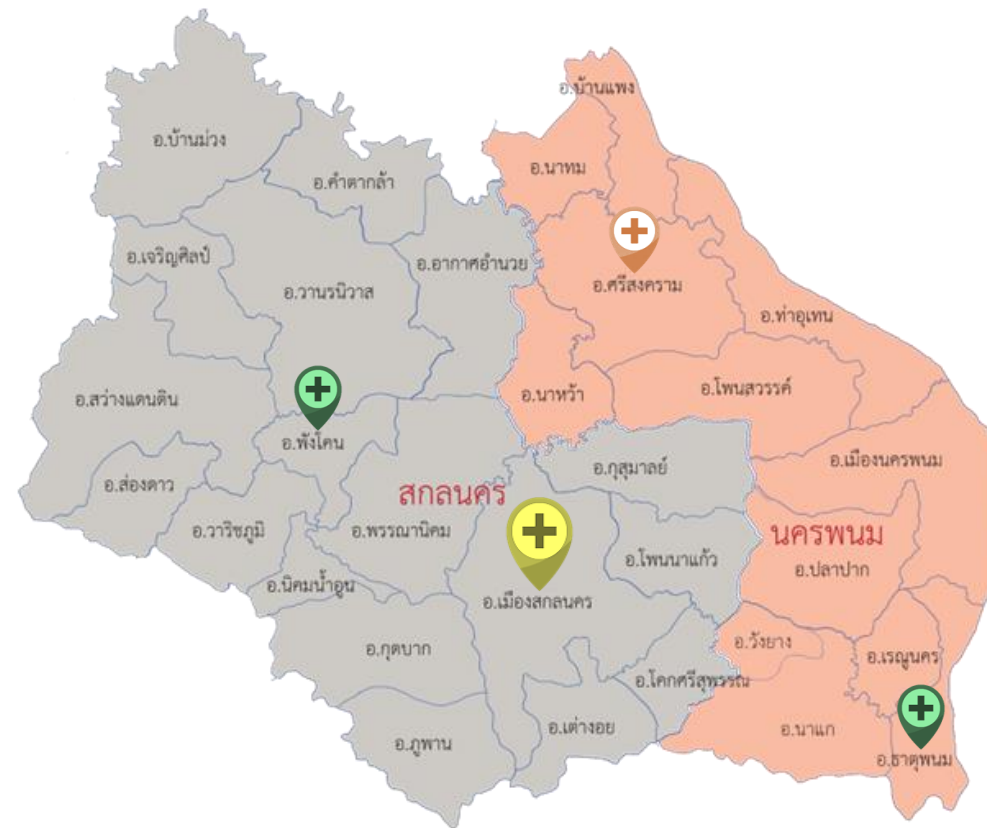 อ.บ้านแพง
อ.บ้านม่วง
อ.นาทม
อ.คำตากล้า
อ.เจริญศิลป์
อ.อากาศอำนวย
อ.วานรนิวาส
อ.ศรีสงคราม
อ.ท่าอุเทน
อ.สว่างแดนดิน
อ.นาหว้า
อ.โพนสวรรค์
อ.พังโคน
อ.กุสุมาลย์
อ.เมืองนครพนม
อ.ส่องดาว
สกลนคร
อ.วาริชภูมิ
อ.พรรณานิคม
นครพนม
อ.โพนนาแก้ว
อ.ปลาปาก
อ.นิคมน้ำอูน
อ.เมืองสกลนคร
อ.กุดบาก
อ.วังยาง
อ.เรณูนคร
อ.โคกศรีสุพรรณ
อ.ภูพาน
อ.เต่างอย
อ.นาแก
อ.ธาตุพนม